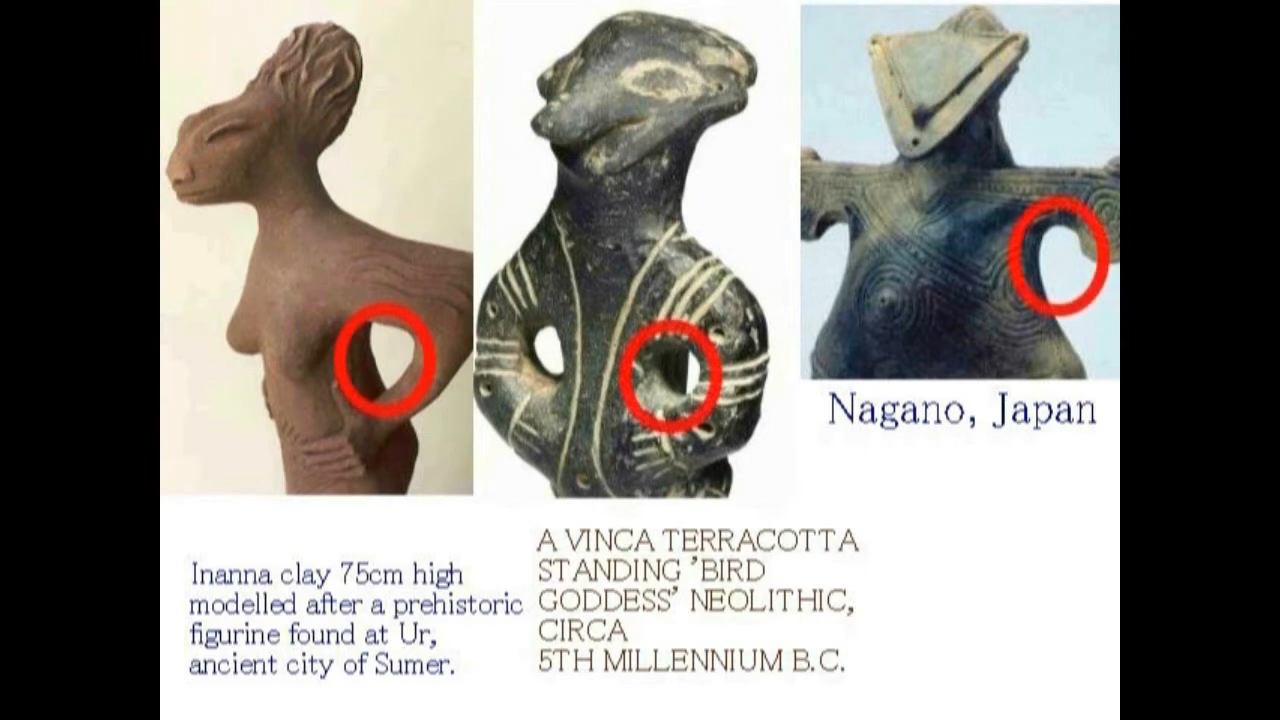 Nagano, Japan
Inanna clay 75cm high
modelled after a prehistoric
figurine found at Ur,
ancient city of Sumer.
A VINCA TERRACOTTA
STANDING 'BIRD
GODDESS' NEOLITHIC,
CIRCA
5TH MILLENNIUM B.C.